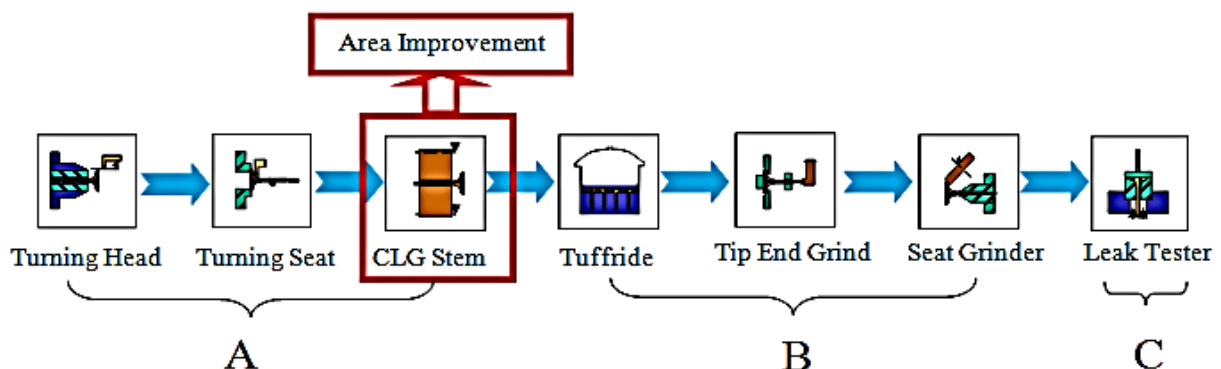 Area Improvement
Turning Head
Turning Seat
CLG Stem
Tuffride
Tip End Grind
Seat Grinder
Leak Tester
A
B
C